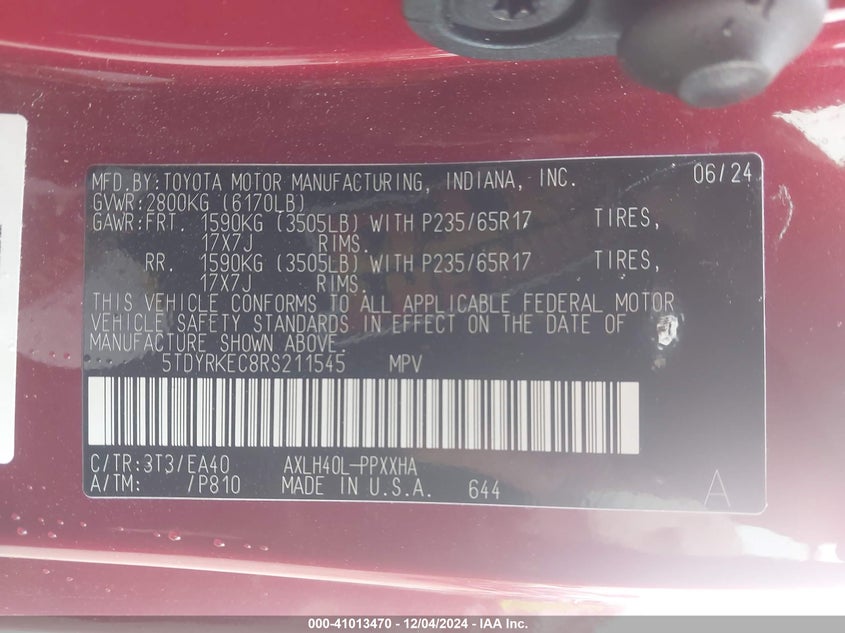 MFD.BY:TOYOTA MOTOR MANUFACTURING, INDIANA, INC. 06/24
GVWR:2800KG (6170LB)
GAWR:FRT. 1590KG (3505LB) WITH P235/65R17 TIRES,
17X7J RIMS.
RR. 1590KG (3505LB) WITH P235/65R17 TIRES,
17X7J RIMS.
THIS VEHICLE CONFORMS TO ALL APPLICABLE FEDERAL MOTOR
VEHICLE SAFETY STANDARDS IN EFFECT ON THE DATE OF
MANUFACTURE SHOWN ABOVE.
5TDYRKEC8RS211545 MPV
C/TR:3T3/EA40 AXLH40L-PPXXHA
A/TM: /P810 MADE IN U.S.A. 644 A
000-41013470 - 12/04/2024 - IAA Inc.